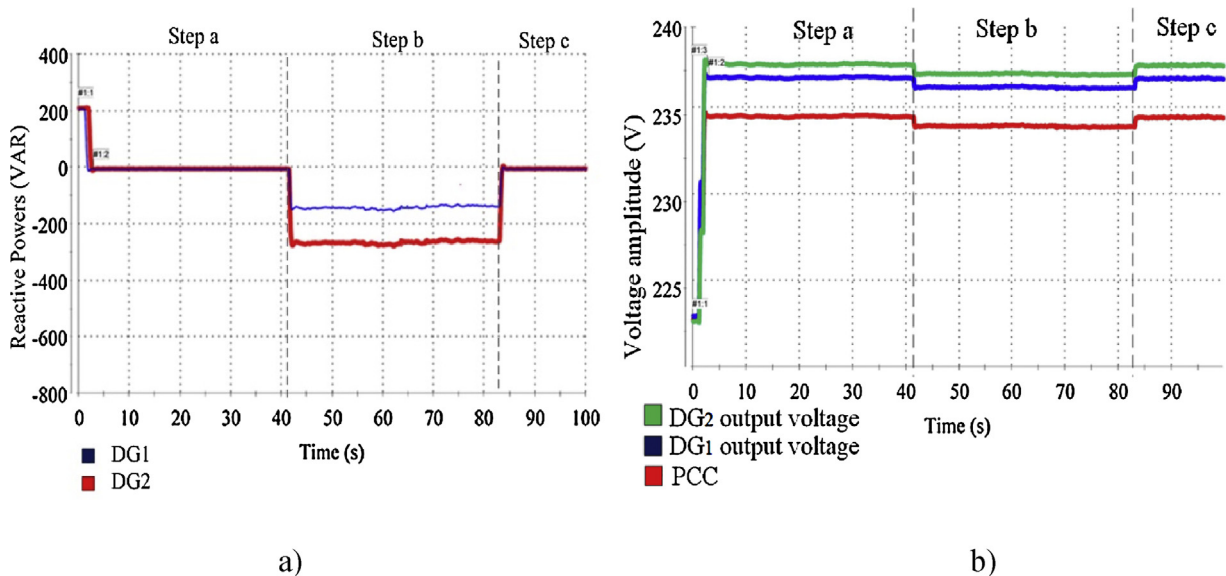 Step a Step b Step c
400
200
0
-200
-400
-600
-800
#1:1
#1:2
Reactive Powers (VAR)
0 10 20 30 40 50 60 70 80 90 100
Time (s)
DG1
DG2
a)
Step a Step b Step c
240
235
230
225
#1:3
#1:2
#1:1
Voltage amplitude (V)
0 10 20 30 40 50 60 70 80 90
Time (s)
DG2 output voltage
DG1 output voltage
PCC
b)